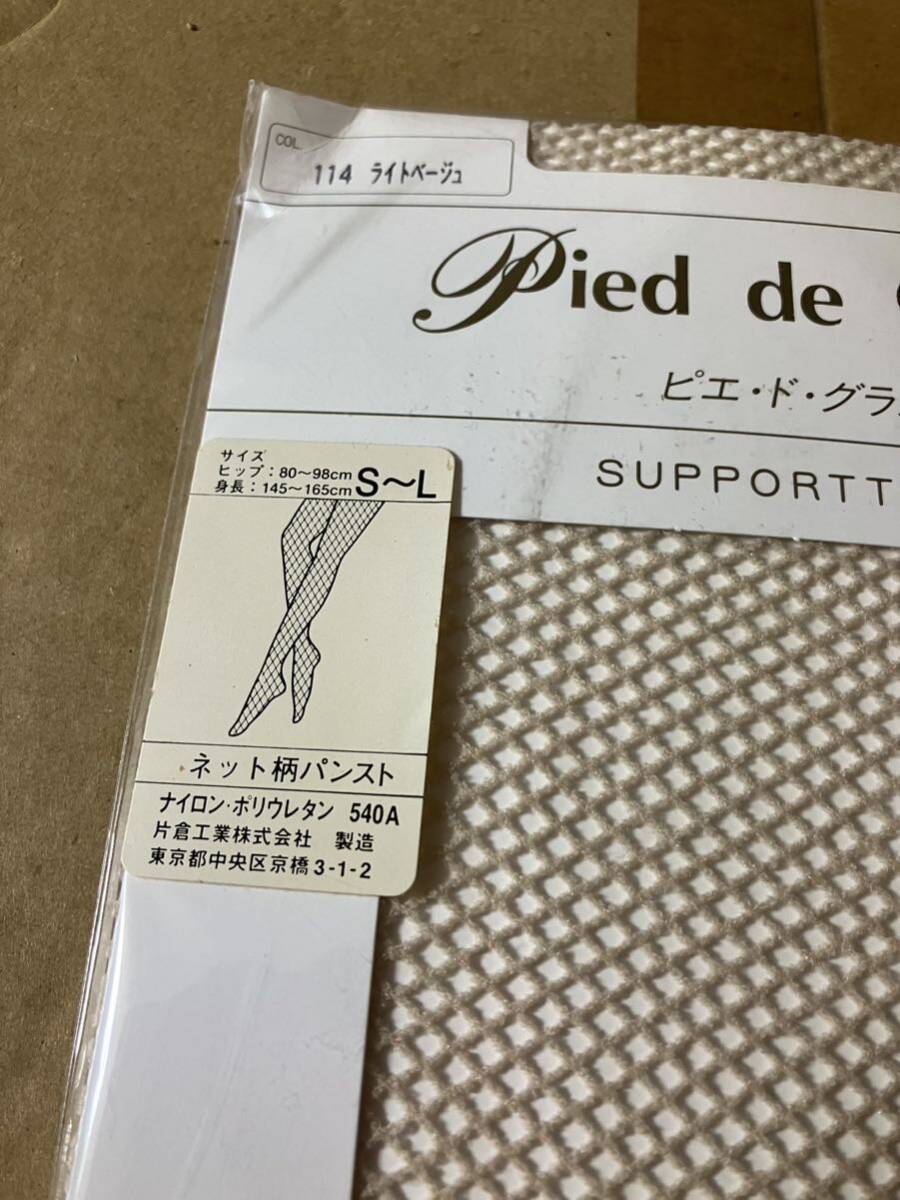 COL.
114 ライトベージュ
Pied de
ピエ・ド・グラ
SUPPORTT
サイズ
ヒップ：80〜98cm
身長：145〜165cm S〜L
ネット柄パンスト
ナイロン・ポリウレタン 540A
片倉工業株式会社 製造
東京都中央区京橋3-1-2